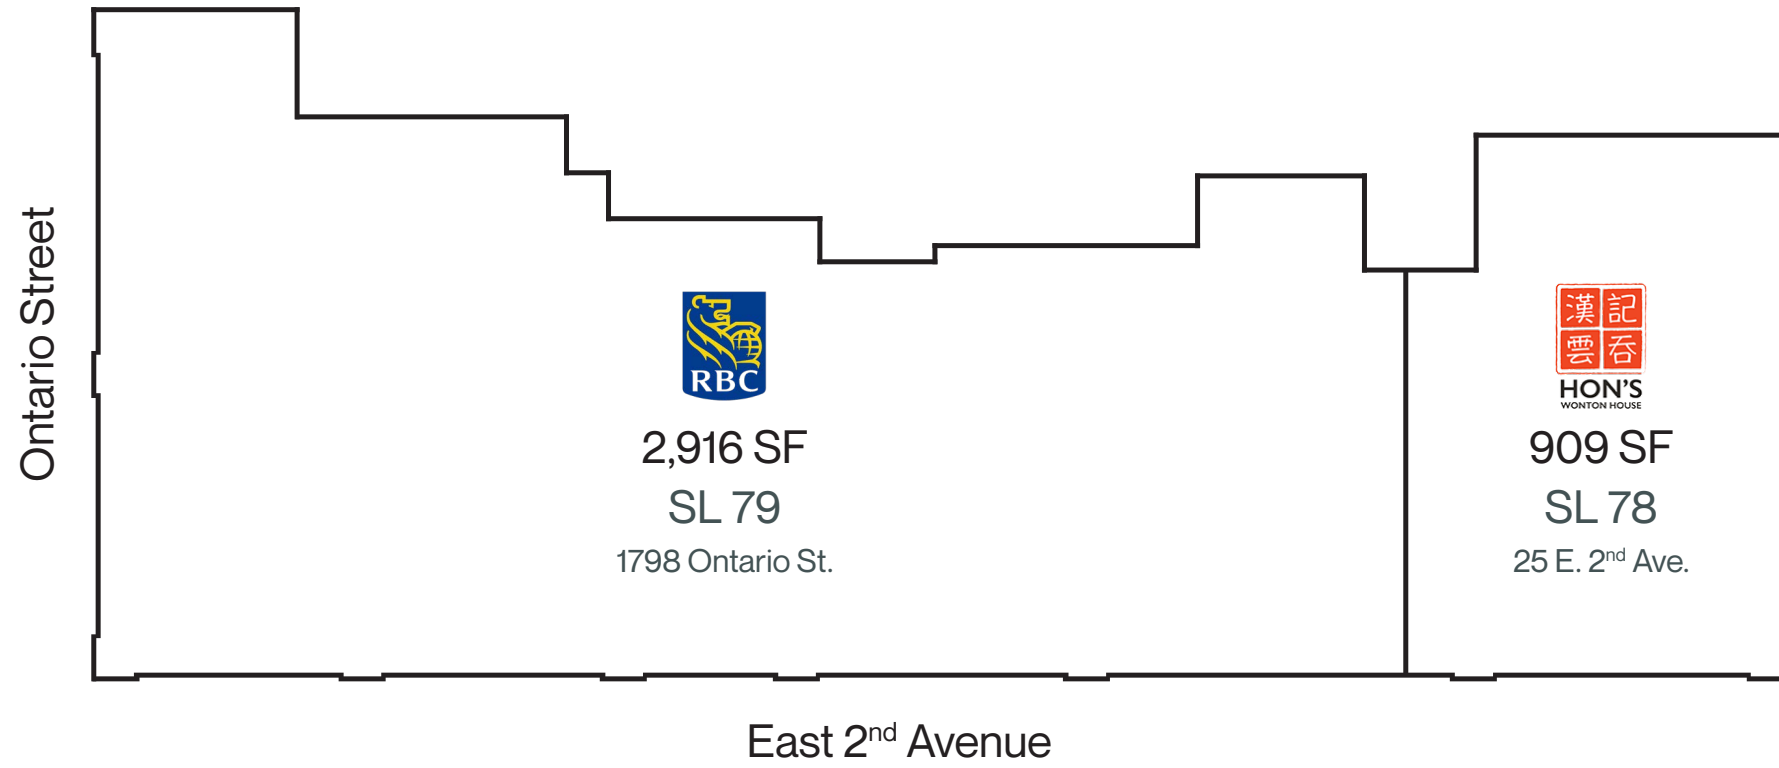 Ontario Street
RBC
2,916 SF
SL 79
1798 Ontario St.
漢記
雲吞
HON'S
WONTON HOUSE
909 SF
SL 78
25 E. 2nd Ave.
East 2nd Avenue